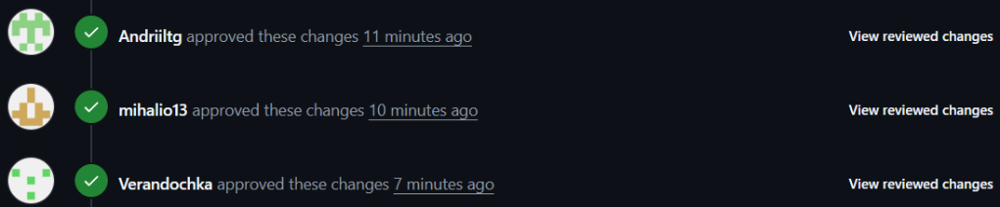 Andriiltg approved these changes 11 minutes ago View reviewed changes
mihalio13 approved these changes 10 minutes ago View reviewed changes
Verandochka approved these changes 7 minutes ago View reviewed changes